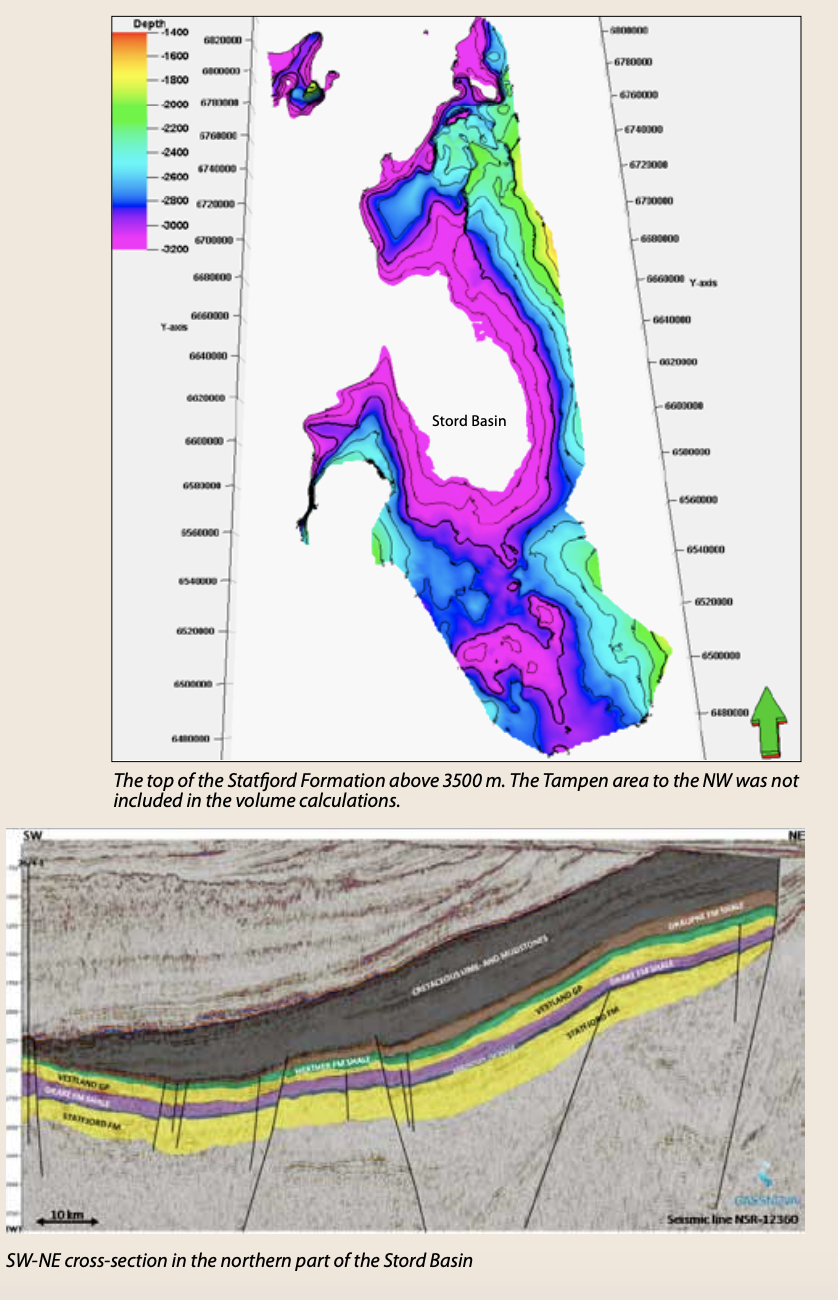 Depth
-1400
-1600
-1800
-2000
-2200
-2400
-2600
-2800
-3000
-3200
6820000
6800000
6780000
6760000
6740000
6720000
6700000
6680000
6660000
Y-axis
6640000
6620000
6600000
6580000
6560000
6540000
6520000
6500000
6480000
6800000
6780000
6760000
6740000
6720000
6700000
6680000
6660000 Y-axis
6640000
6620000
6600000
6580000
6560000
6540000
6520000
6500000
6480000
Stord Basin
The top of the Statfjord Formation above 3500 m. The Tampen area to the NW was not
included in the volume calculations.
SW
NE
CRETACEOUS LIME- AND MUDSTONES
DRAUPNE FM SHALE
VESTLAND GP
DRAKE FM SHALE
STATFJORD FM
HEATHER FM SHALE
VESTLAND GP
DRAKE FM SHALE
STATFJORD FM
10 km
GASSNOVA
Seismic line NSR-12360
SW-NE cross-section in the northern part of the Stord Basin